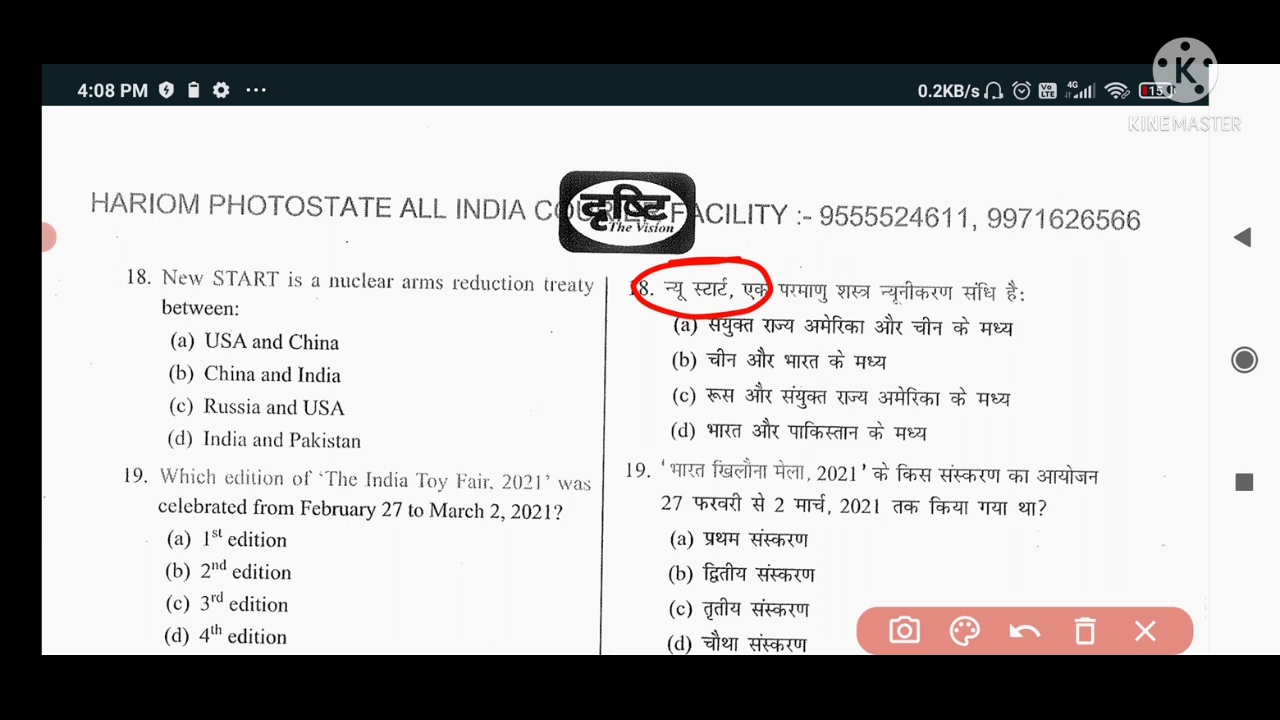 4:08 PM
0.2KB/s
Vo LTE
4G
15
KINEMASTER
HARIOM PHOTOSTATE ALL INDIA FACILITY :- 9555524611, 9971626566
दृष्टि
The Vision
18. New START is a nuclear arms reduction treaty
between:
(a) USA and China
(b) China and India
(c) Russia and USA
(d) India and Pakistan
19. Which edition of ‘The India Toy Fair, 2021’ was
celebrated from February 27 to March 2, 2021?
(a) 1st edition
(b) 2nd edition
(c) 3rd edition
(d) 4th edition
18. न्यू स्टार्ट, एक परमाणु शस्त्र न्यूनीकरण संधि है:
(a) संयुक्त राज्य अमेरिका और चीन के मध्य
(b) चीन और भारत के मध्य
(c) रूस और संयुक्त राज्य अमेरिका के मध्य
(d) भारत और पाकिस्तान के मध्य
19. ‘भारत खिलौना मेला, 2021’ के किस संस्करण का आयोजन
27 फरवरी से 2 मार्च, 2021 तक किया गया था?
(a) प्रथम संस्करण
(b) द्वितीय संस्करण
(c) तृतीय संस्करण
(d) चौथा संस्करण